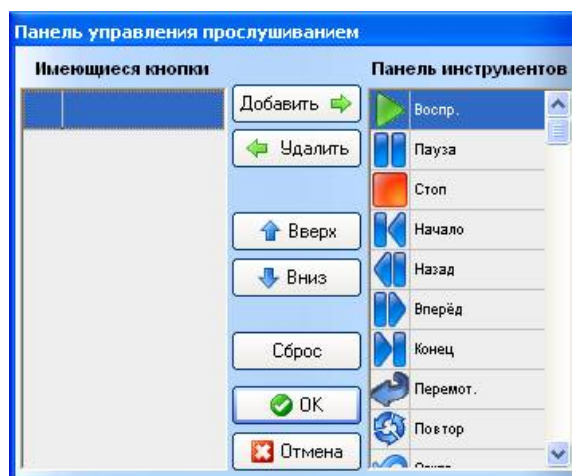 Панель управления прослушиванием
Имеющиеся кнопки
Панель инструментов
Добавить
Удалить
Вверх
Вниз
Сброс
OK
Отмена
Воспр.
Пауза
Стоп
Начало
Назад
Вперёд
Конец
Перемот.
Повтор